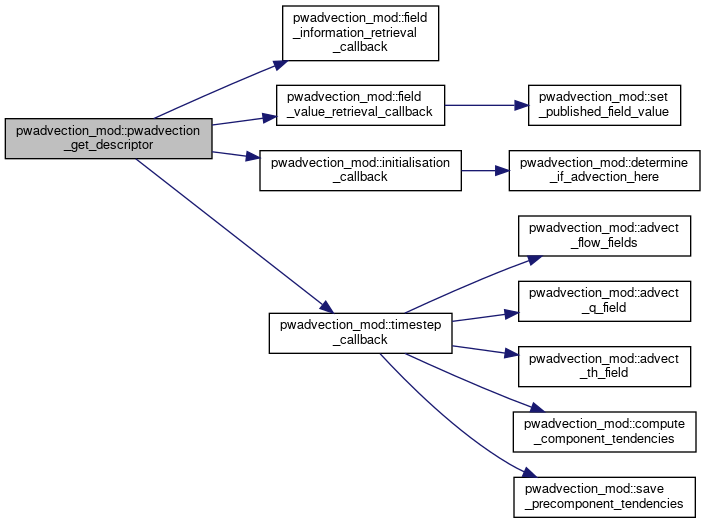 pwadvection_mod::field
_information_retrieval
_callback
pwadvection_mod::field
_value_retrieval_callback
pwadvection_mod::set
_published_field_value
pwadvection_mod::pwadvection
_get_descriptor
pwadvection_mod::initialisation
_callback
pwadvection_mod::determine
_if_advection_here
pwadvection_mod::advect
_flow_fields
pwadvection_mod::advect
_q_field
pwadvection_mod::timestep
_callback
pwadvection_mod::advect
_th_field
pwadvection_mod::compute
_component_tendencies
pwadvection_mod::save
_precomponent_tendencies